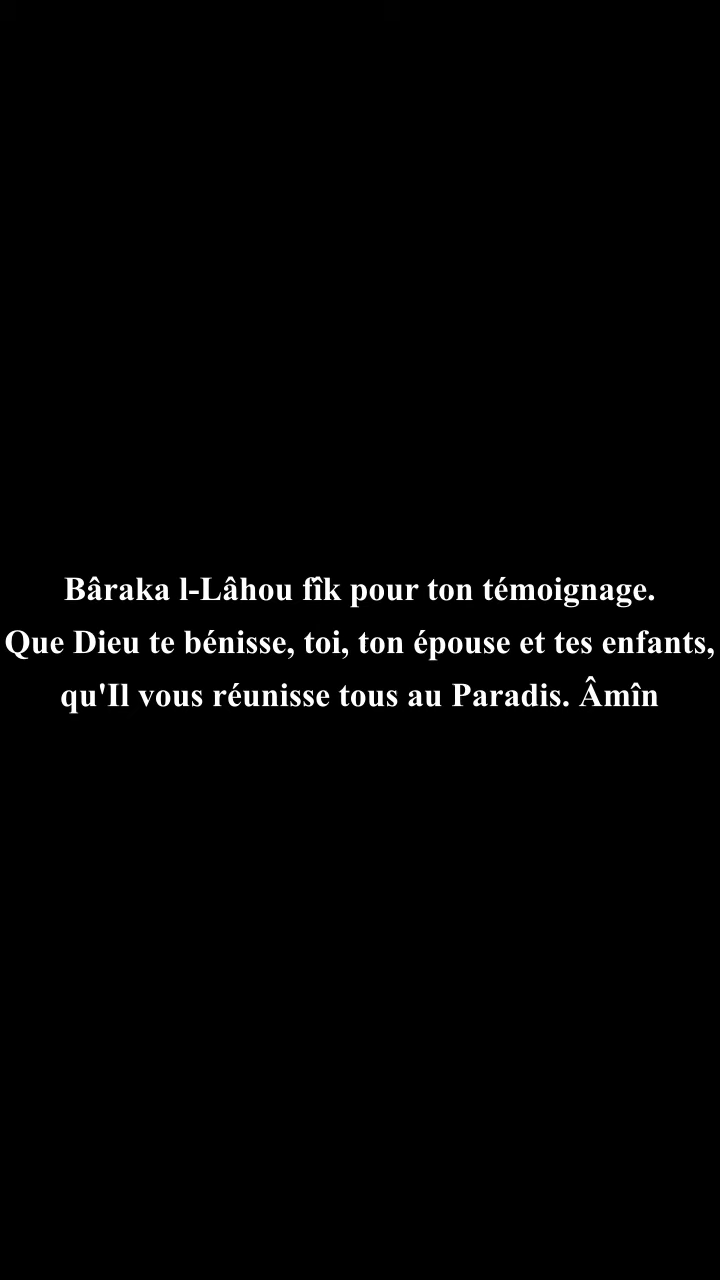 Bâraka l-Lâhou fîk pour ton témoignage.
Que Dieu te bénisse, toi, ton épouse et tes enfants,
qu'Il vous réunisse tous au Paradis. Âmîn